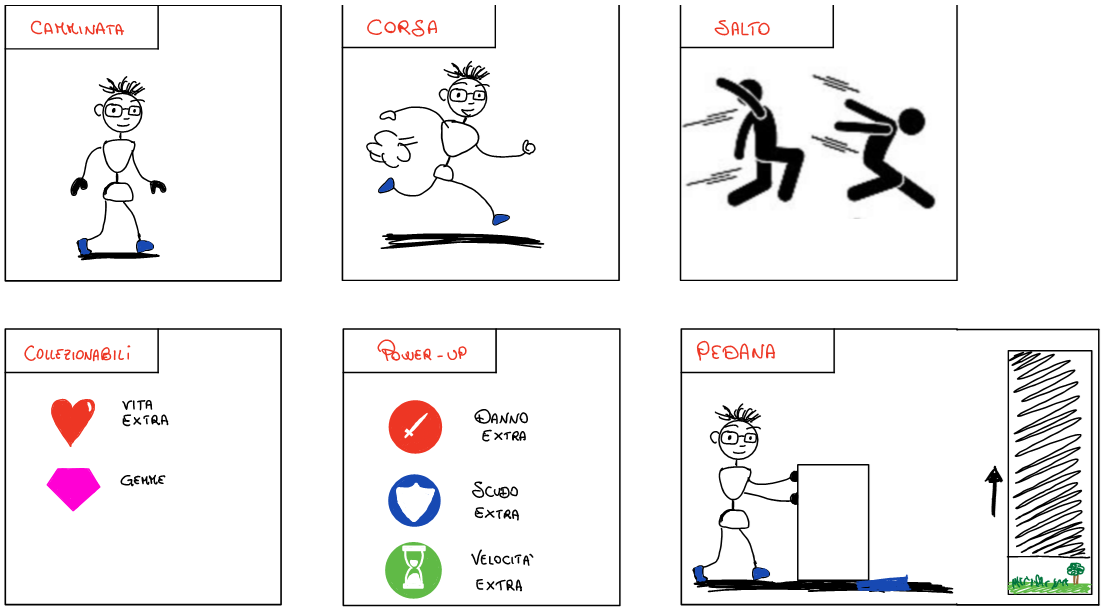 CAMMINATA
CORSA
SALTO
COLLEZIONABILI
VITA
EXTRA
GEMME
POWER-UP
DANNO
EXTRA
SCUDO
EXTRA
VELOCITA'
EXTRA
PEDANA